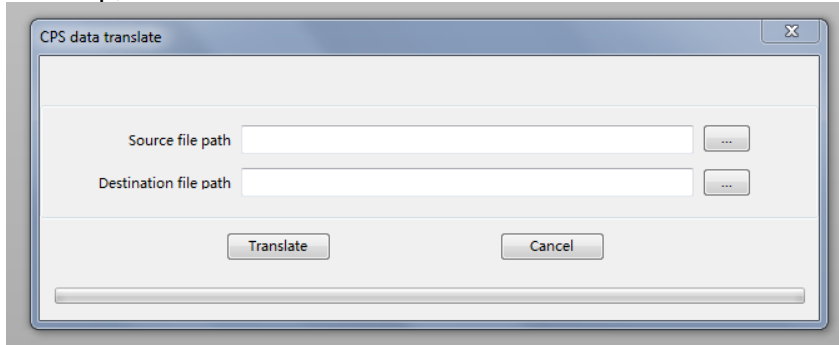 CPS data translate
Source file path
...
Destination file path
...
Translate
Cancel